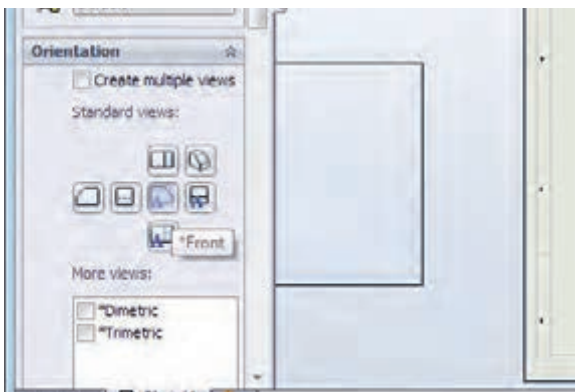 Orientation
Create multiple views
Standard views:
*Front
More views:
*Dimetric
*Trimetric